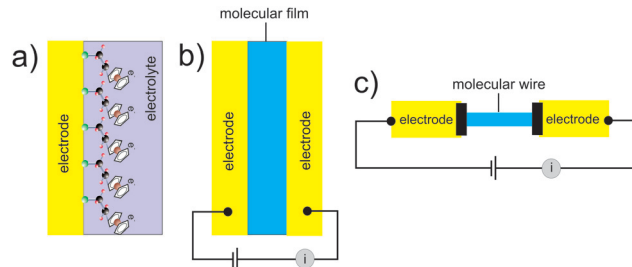 a)
electrode
electrolyte
b)
molecular film
electrode
electrode
i
c)
molecular wire
electrode
electrode
i